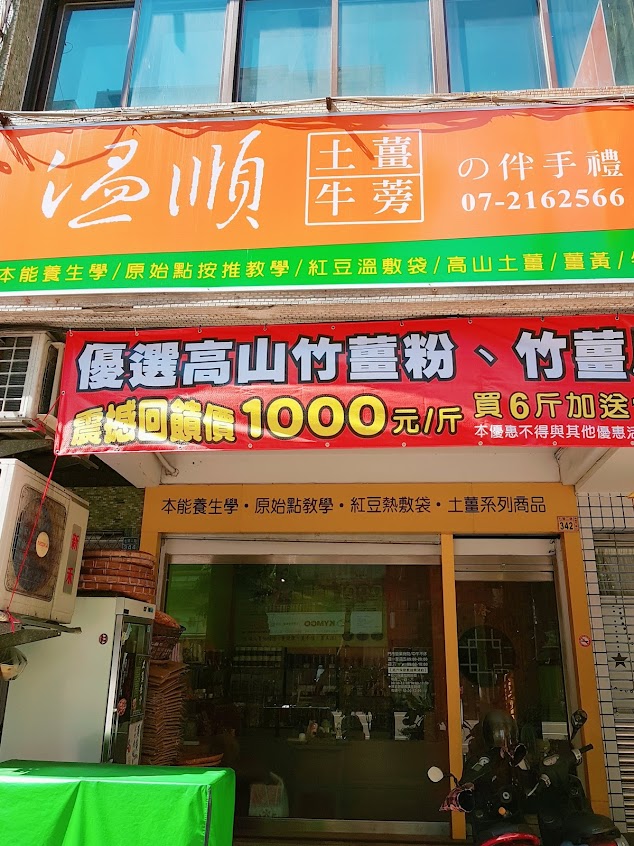 溫順 土薑牛蒡 の伴手禮
07-2162566
本能養生學/原始點按推教學/紅豆溫敷袋/高山土薑/薑黃/
優選高山竹薑粉、竹薑
震撼回饋價1000元/斤 買6斤加送
本優惠不得與其他優惠活
本能養生學・原始點教學・紅豆熱敷袋・土薑系列商品
342
KYMCO